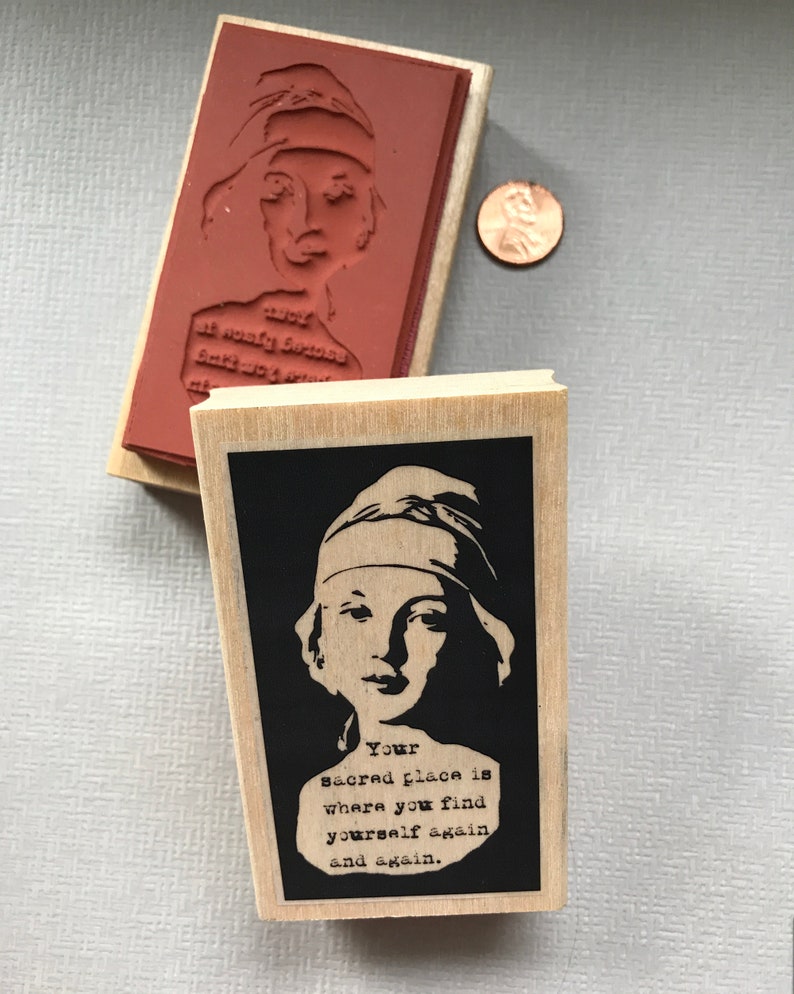 Your
sacred place is
where you find
yourself again
and again.